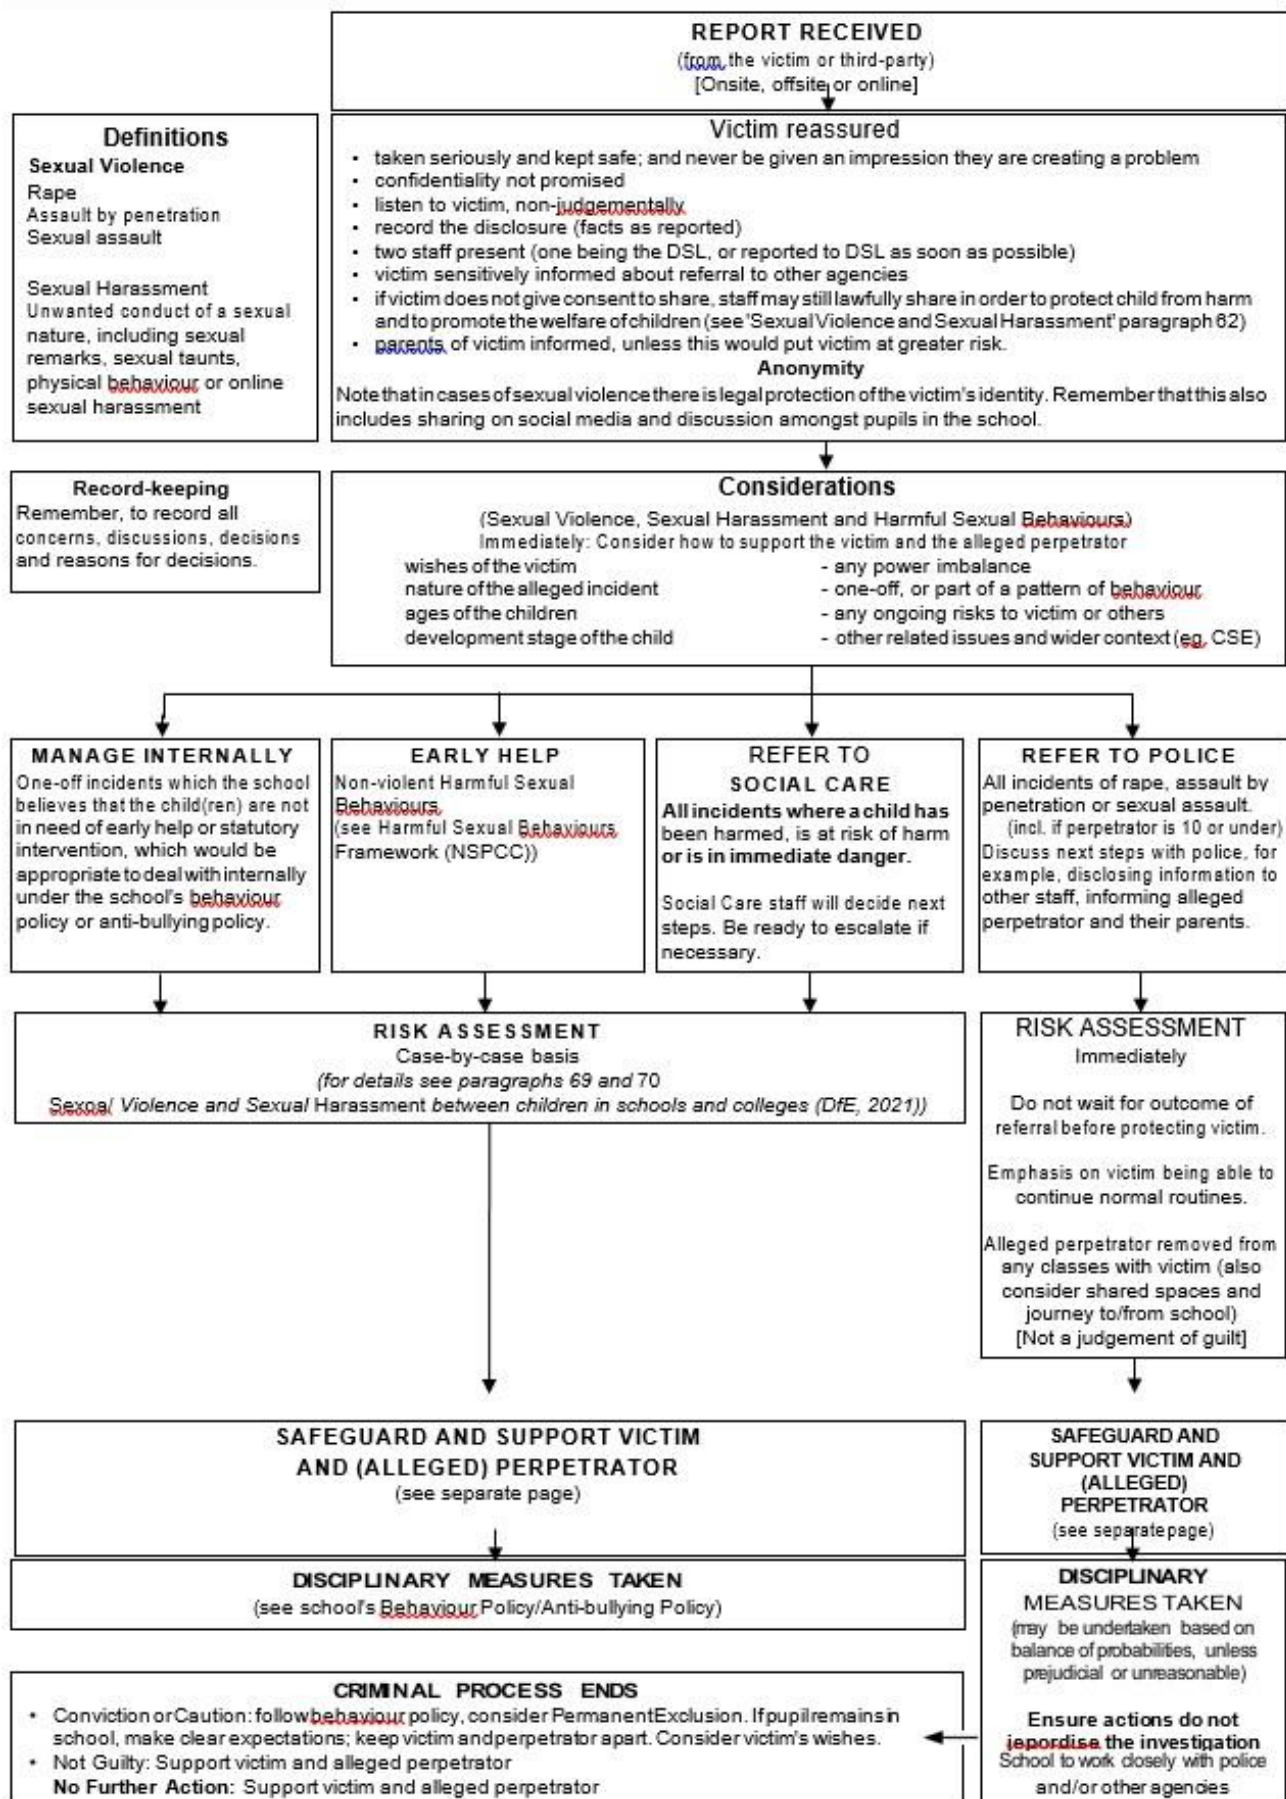 REPORT RECEIVED
(from the victim or third-party)
[Onsite, offsite or online]
Definitions
Sexual Violence
Rape
Assault by penetration
Sexual assault
Sexual Harassment
Unwanted conduct of a sexual
nature, including sexual
remarks, sexual taunts,
physical behaviour or online
sexual harassment
Victim reassured
• taken seriously and kept safe; and never be given an impression they are creating a problem
• confidentiality not promised
• listen to victim, non-judgementally
• record the disclosure (facts as reported)
• two staff present (one being the DSL, or reported to DSL as soon as possible)
• victim sensitively informed about referral to other agencies
• if victim does not give consent to share, staff may still lawfully share in order to protect child from harm
and to promote the welfare of children (see 'Sexual Violence and Sexual Harassment' paragraph 62)
• parents of victim informed, unless this would put victim at greater risk.
Anonymity
Note that in cases of sexual violence there is legal protection of the victim's identity. Remember that this also
includes sharing on social media and discussion amongst pupils in the school.
Record-keeping
Remember, to record all
concerns, discussions, decisions
and reasons for decisions.
Considerations
(Sexual Violence, Sexual Harassment and Harmful Sexual Behaviours)
Immediately: Consider how to support the victim and the alleged perpetrator
wishes of the victim - any power imbalance
nature of the alleged incident - one-off, or part of a pattern of behaviour
ages of the children - any ongoing risks to victim or others
development stage of the child - other related issues and wider context (eg. CSE)
MANAGE INTERNALLY
One-off incidents which the school
believes that the child(ren) are not
in need of early help or statutory
intervention, which would be
appropriate to deal with internally
under the school's behaviour
policy or anti-bullying policy.
EARLY HELP
Non-violent Harmful Sexual
Behaviours
(see Harmful Sexual Behaviours
Framework (NSPCC))
REFER TO
SOCIAL CARE
All incidents where a child has
been harmed, is at risk of harm
or is in immediate danger.
Social Care staff will decide next
steps. Be ready to escalate if
necessary.
REFER TO POLICE
All incidents of rape, assault by
penetration or sexual assault.
(incl. if perpetrator is 10 or under)
Discuss next steps with police, for
example, disclosing information to
other staff, informing alleged
perpetrator and their parents.
RISK ASSESSMENT
Case-by-case basis
(for details see paragraphs 69 and 70
Sexoa( Violence and Sexual Harassment between children in schools and colleges (DfE, 2021))
RISK ASSESSMENT
Immediately
Do not wait for outcome of
referral before protecting victim.
Emphasis on victim being able to
continue normal routines.
Alleged perpetrator removed from
any classes with victim (also
consider shared spaces and
journey to/from school)
[Not a judgement of guilt]
SAFEGUARD AND SUPPORT VICTIM
AND (ALLEGED) PERPETRATOR
(see separate page)
SAFEGUARD AND
SUPPORT VICTIM AND
(ALLEGED)
PERPETRATOR
(see separate page)
DISCIPLINARY MEASURES TAKEN
(see school's Behaviour Policy/Anti-bullying Policy)
DISCIPLINARY
MEASURES TAKEN
(may be undertaken based on
balance of probabilities, unless
prejudicial or unreasonable)
Ensure actions do not
jepordise the investigation
School to work closely with police
and/or other agencies
CRIMINAL PROCESS ENDS
• Conviction or Caution: follow behaviour policy, consider Permanent Exclusion. If pupil remains in
school, make clear expectations; keep victim and perpetrator apart. Consider victim's wishes.
• Not Guilty: Support victim and alleged perpetrator
No Further Action: Support victim and alleged perpetrator